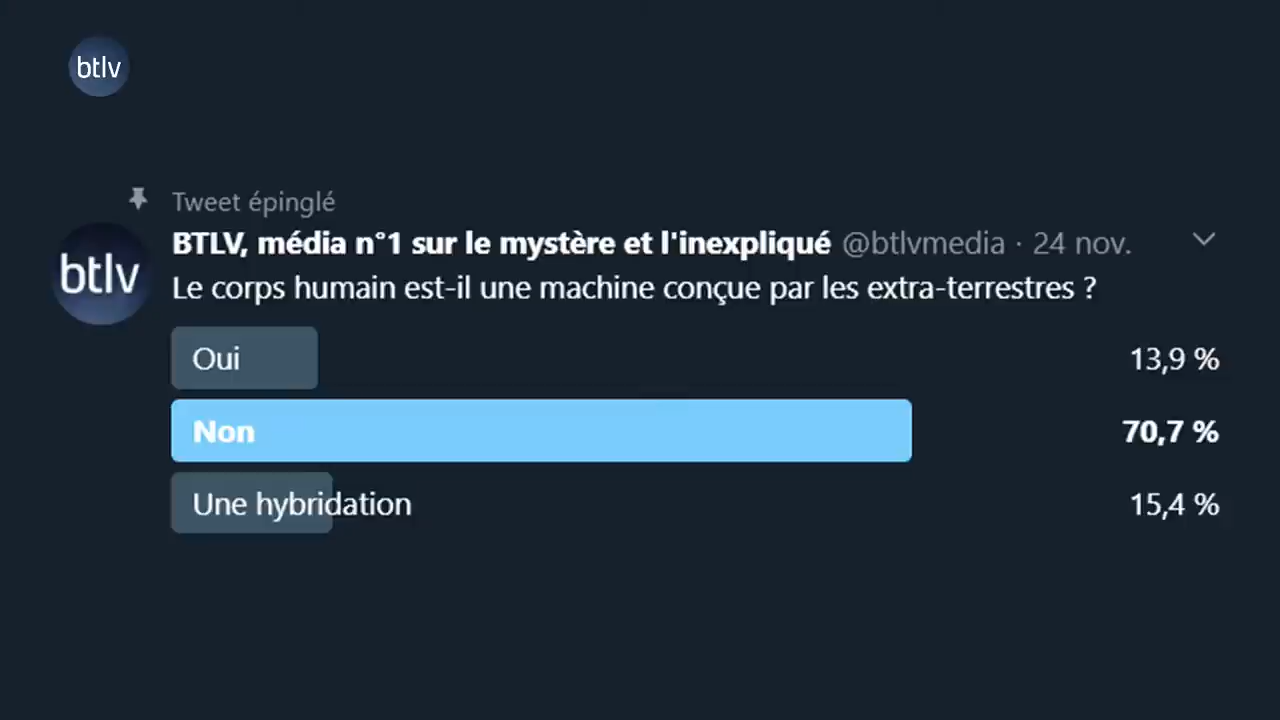 btlv
Tweet épinglé
BTLV, média n°1 sur le mystère et l'inexpliqué @btlvmedia · 24 nov.
btlv
Le corps humain est-il une machine conçue par les extra-terrestres ?
Oui 13,9 %
Non 70,7 %
Une hybridation 15,4 %